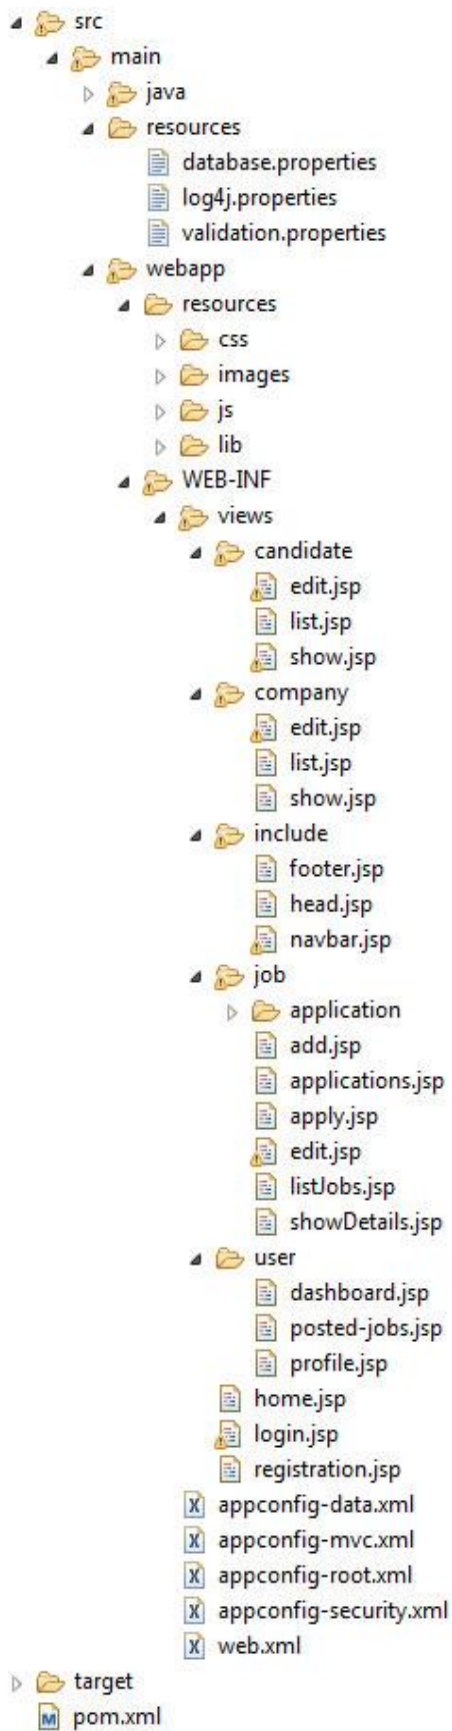 src
main
java
resources
database.properties
log4j.properties
validation.properties
webapp
resources
css
images
js
lib
WEB-INF
views
candidate
edit.jsp
list.jsp
show.jsp
company
edit.jsp
list.jsp
show.jsp
include
footer.jsp
head.jsp
navbar.jsp
job
application
add.jsp
applications.jsp
apply.jsp
edit.jsp
listJobs.jsp
showDetails.jsp
user
dashboard.jsp
posted-jobs.jsp
profile.jsp
home.jsp
login.jsp
registration.jsp
appconfig-data.xml
appconfig-mvc.xml
appconfig-root.xml
appconfig-security.xml
web.xml
target
pom.xml